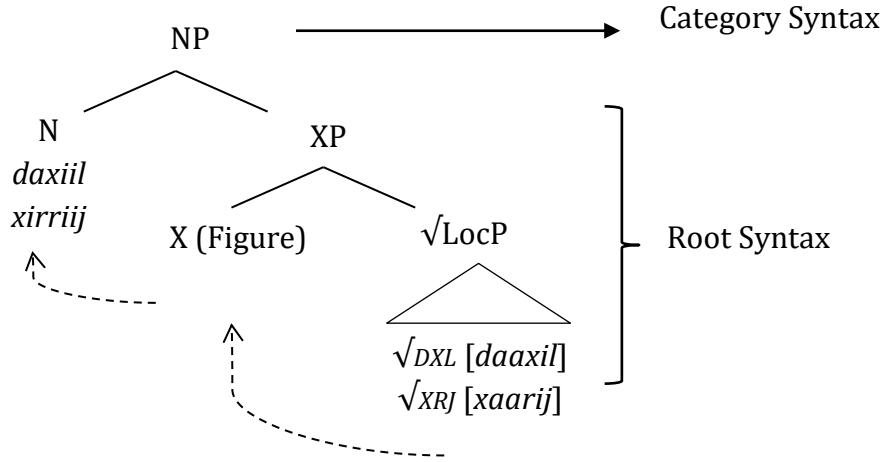 NP
Category Syntax
N
XP
daxiil
xirriij
X (Figure)
√LocP
Root Syntax
√DXL [daaxil]
√XRJ [xaarij]